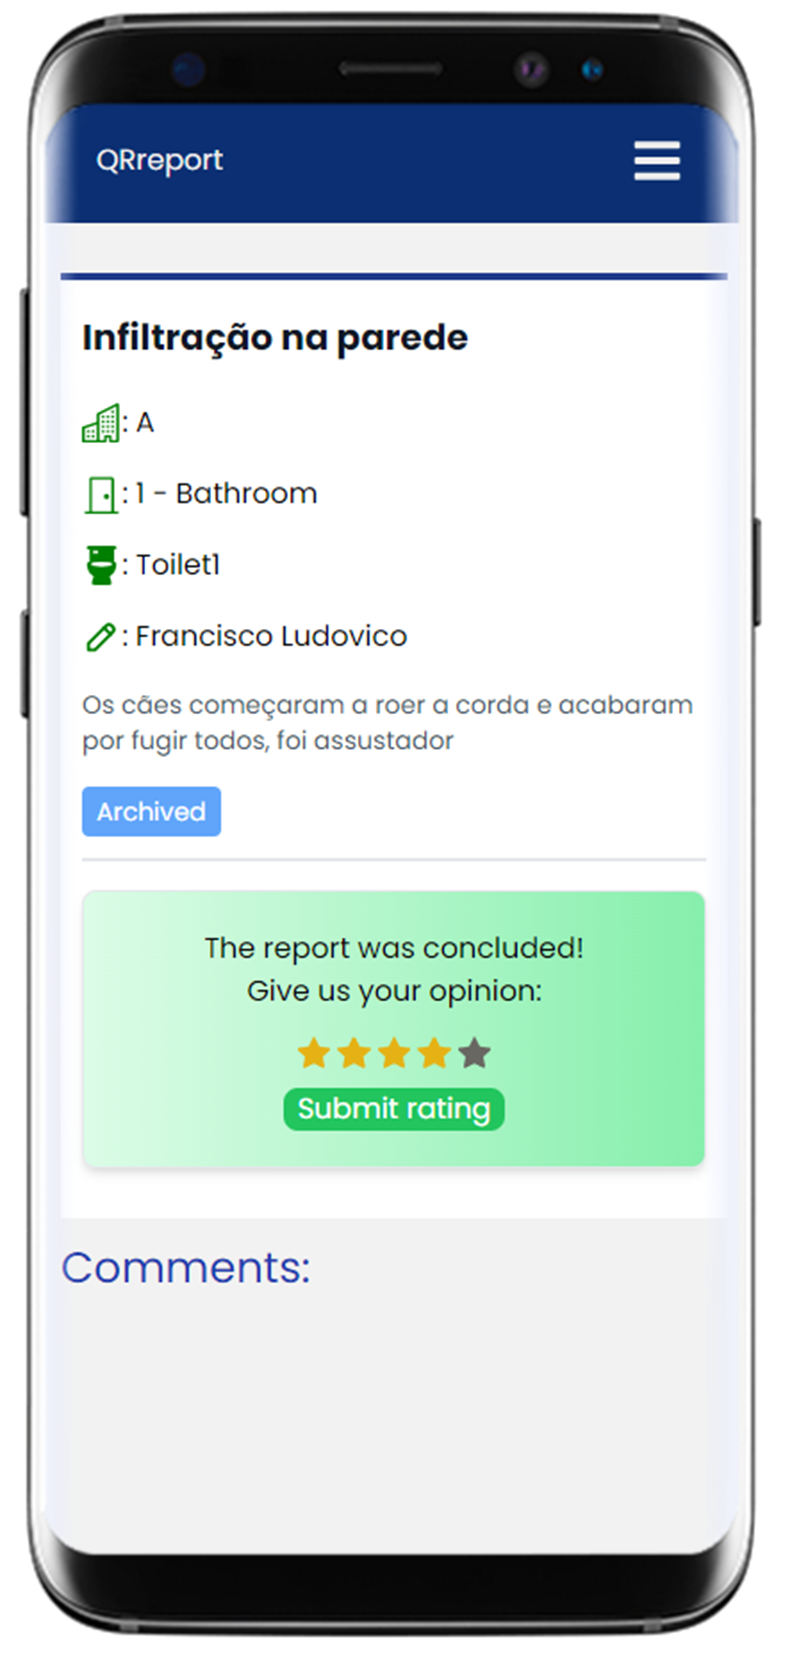 QRreport
Infiltração na parede
: A
: 1 - Bathroom
: Toilet1
: Francisco Ludovico
Os cães começaram a roer a corda e acabaram
por fugir todos, foi assustador
Archived
The report was concluded!
Give us your opinion:
Submit rating
Comments: